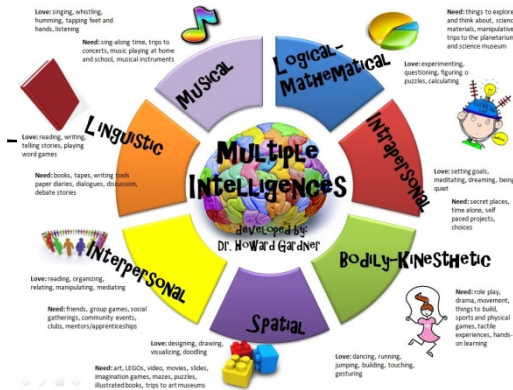 Love: singing, whistling,
humming, tapping feet and
hands, listening
Need: sing-along time, trips to
concerts, music playing at home
and school, musical instruments
Musical
Logical-
Mathematical
Need: things to explore
and think about, scienc
materials, manipulative
trips to the planetarium
and science museum
Love: experimenting,
questioning, figuring o
puzzles, calculating
Linguistic
Love: reading, writing,
telling stories, playing
word games
Need: books, tapes, writing tools
paper diaries, dialogues, discussion,
debate stories
Multiple
Intelligences
developed by:
Dr. Howard Gardner
Intrapersonal
Love: setting goals,
meditating, dreaming, being
quiet
Need: secret places,
time alone, self
paced projects,
choices
Interpersonal
Love: reading, organizing,
relating, manipulating, mediating
Need: friends, group games, social
gatherings, community events,
clubs, mentors/apprenticeships
Spatial
Love: designing, drawing,
visualizing, doodling
Need: art, LEGOs, video, movies, slides,
imagination games, mazes, puzzles,
illustrated books, trips to art museums
Bodily-Kinesthetic
Need: role play,
drama, movement,
things to build,
sports and physical
games, tactile
experiences, hands-
on learning
Love: dancing, running,
jumping, building, touching,
gesturing